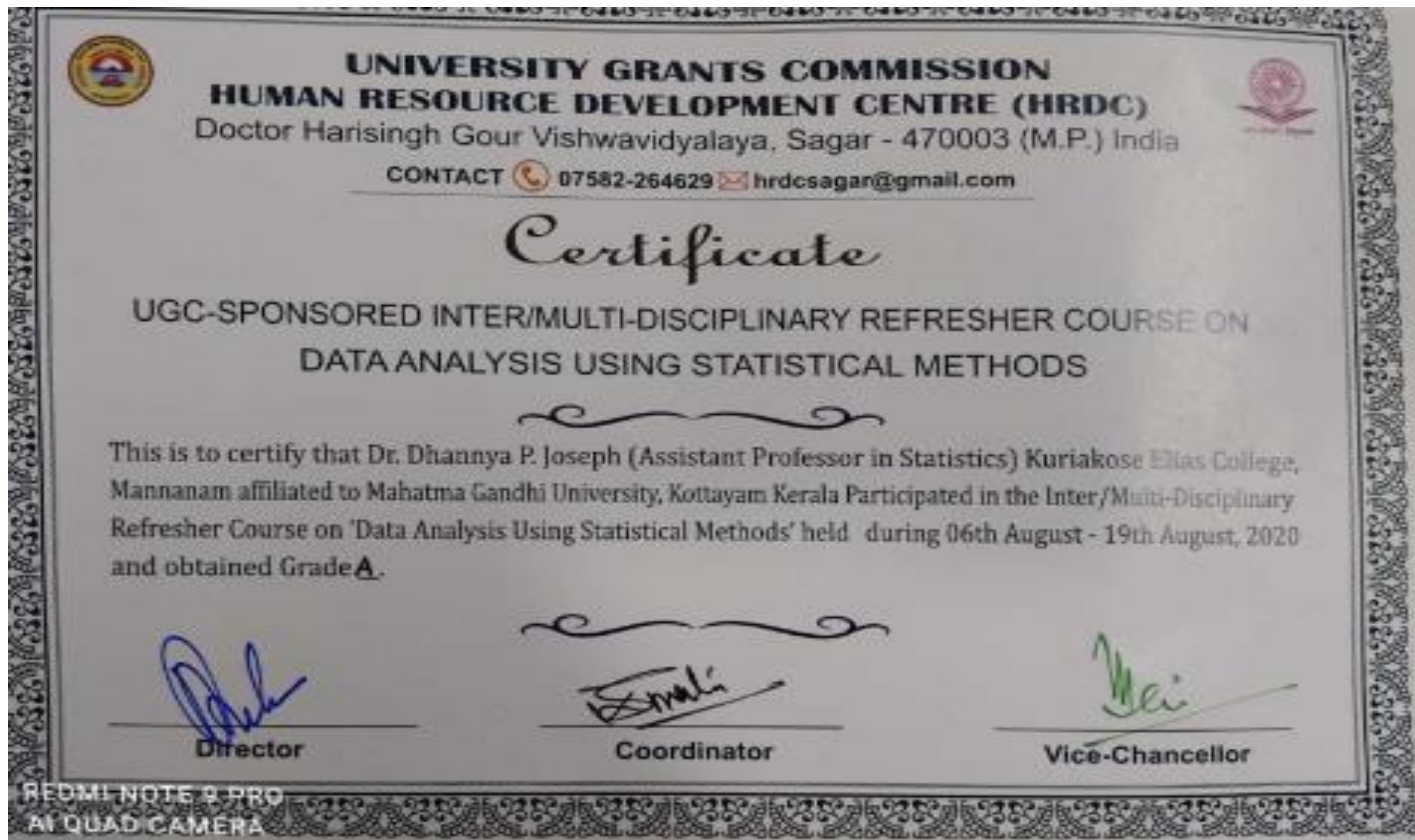 UNIVERSITY GRANTS COMMISSION
HUMAN RESOURCE DEVELOPMENT CENTRE (HRDC)
Doctor Harisingh Gour Vishwavidyalaya, Sagar - 470003 (M.P.) India
CONTACT 07582-264629 hrdcsagar@gmail.com
Certificate
UGC-SPONSORED INTER/MULTI-DISCIPLINARY REFRESHER COURSE ON
DATA ANALYSIS USING STATISTICAL METHODS
This is to certify that Dr. Dhannya P. Joseph (Assistant Professor in Statistics) Kuriakose Elias College,
Mannanam affiliated to Mahatma Gandhi University, Kottayam Kerala Participated in the Inter/Multi-Disciplinary
Refresher Course on 'Data Analysis Using Statistical Methods' held during 06th August - 19th August, 2020
and obtained Grade A.
Director
Coordinator
Vice-Chancellor
REDMI NOTE 9 PRO
AI QUAD CAMERA